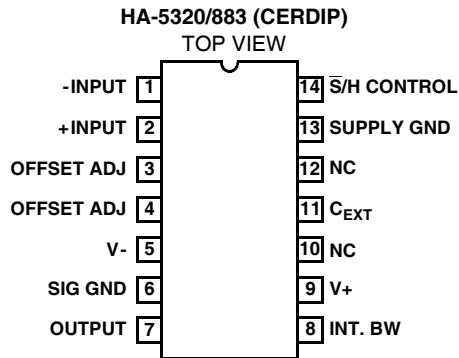 HA-5320/883 (CERDIP)
TOP VIEW
-INPUT 1 14 S̅/H CONTROL
+INPUT 2 13 SUPPLY GND
OFFSET ADJ 3 12 NC
OFFSET ADJ 4 11 C_EXT
V- 5 10 NC
SIG GND 6 9 V+
OUTPUT 7 8 INT. BW